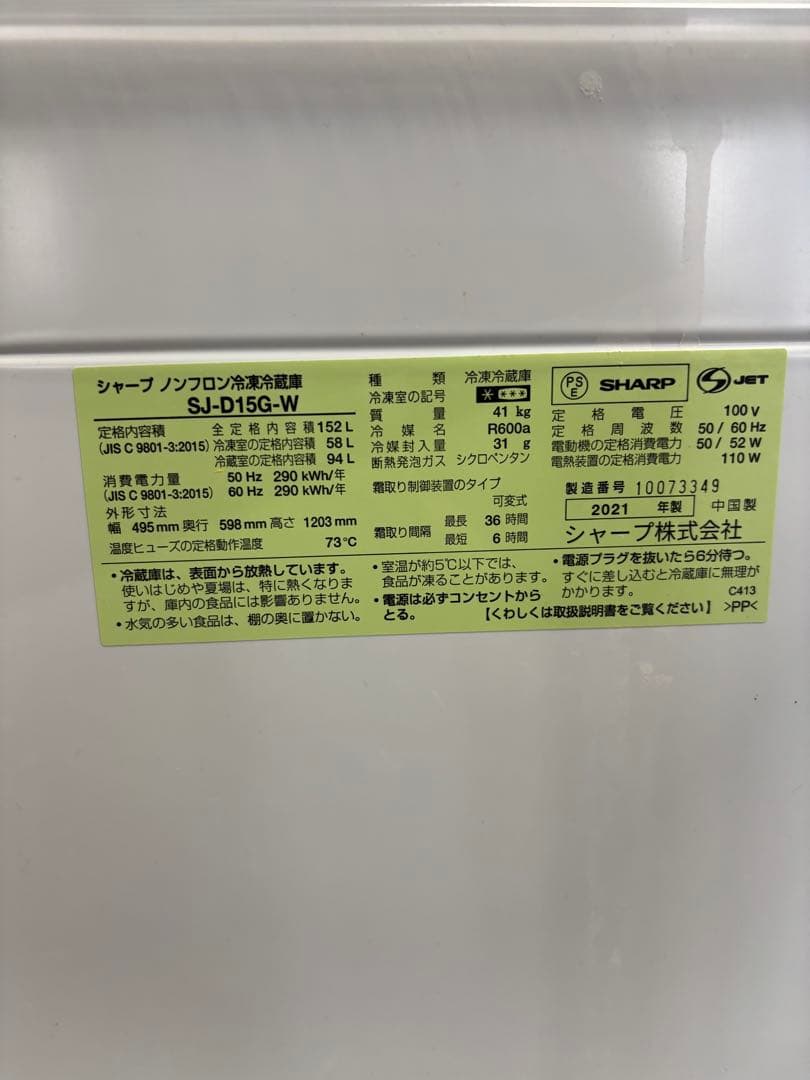 シャープ ノンフロン冷凍冷蔵庫
SJ-D15G-W
定格内容積 全定格内容積 152 L
(JIS C 9801-3:2015) 冷凍室の定格内容積 58 L
冷蔵室の定格内容積 94 L
消費電力量 50 Hz 290 kWh/年
(JIS C 9801-3:2015) 60 Hz 290 kWh/年
外形寸法
幅 495 mm 奥行 598 mm 高さ 1203 mm
温度ヒューズの定格動作温度 73℃
種類 冷凍冷蔵庫
冷凍室の記号 * ***
質量 41 kg
冷媒名 R600a
冷媒封入量 31 g
断熱発泡ガス シクロペンタン
霜取り制御装置のタイプ
可変式
霜取り間隔 最長 36 時間
最短 6 時間
PS
E
SHARP
JET
定格電圧 100 V
定格周波数 50 / 60 Hz
電動機の定格消費電力 50 / 52 W
電熱装置の定格消費電力 110 W
製造番号 10073349
2021 年製 中国製
シャープ株式会社
・冷蔵庫は、表面から放熱しています。
使いはじめや夏場は、特に熱くなりま
すが、庫内の食品には影響ありません。
・水気の多い食品は、棚の奥に置かない。
・室温が約5℃以下では、
食品が凍ることがあります。
・電源は必ずコンセントから
とる。
・電源プラグを抜いたら6分待つ。
すぐに差し込むと冷蔵庫に無理が
かかります。
C413
【くわしくは取扱説明書をご覧ください】 >PP<